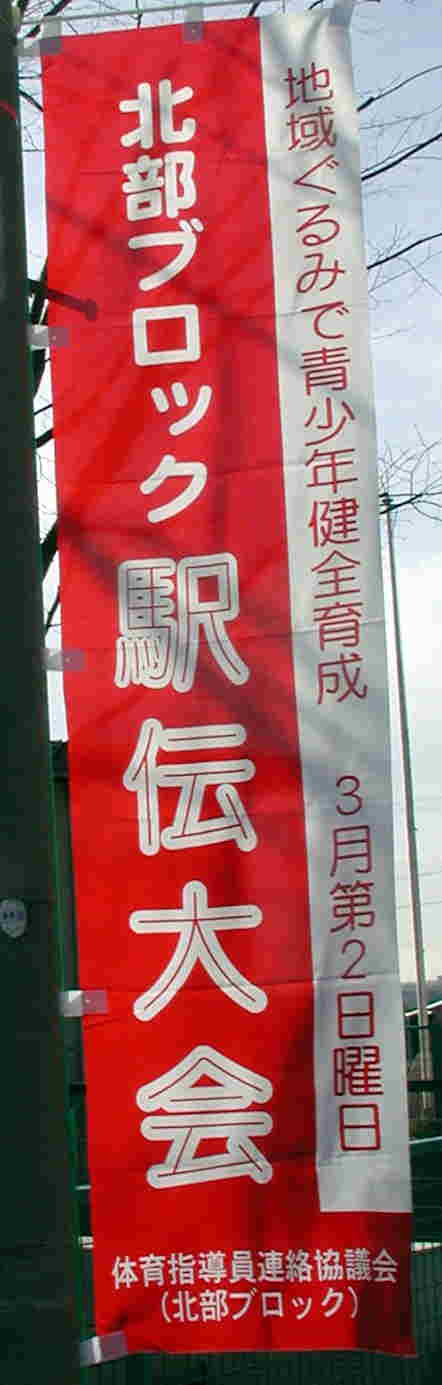 地域ぐるみで青少年健全育成 3月第2日曜日
北部ブロック駅伝大会
体育指導員連絡協議会
(北部ブロック)